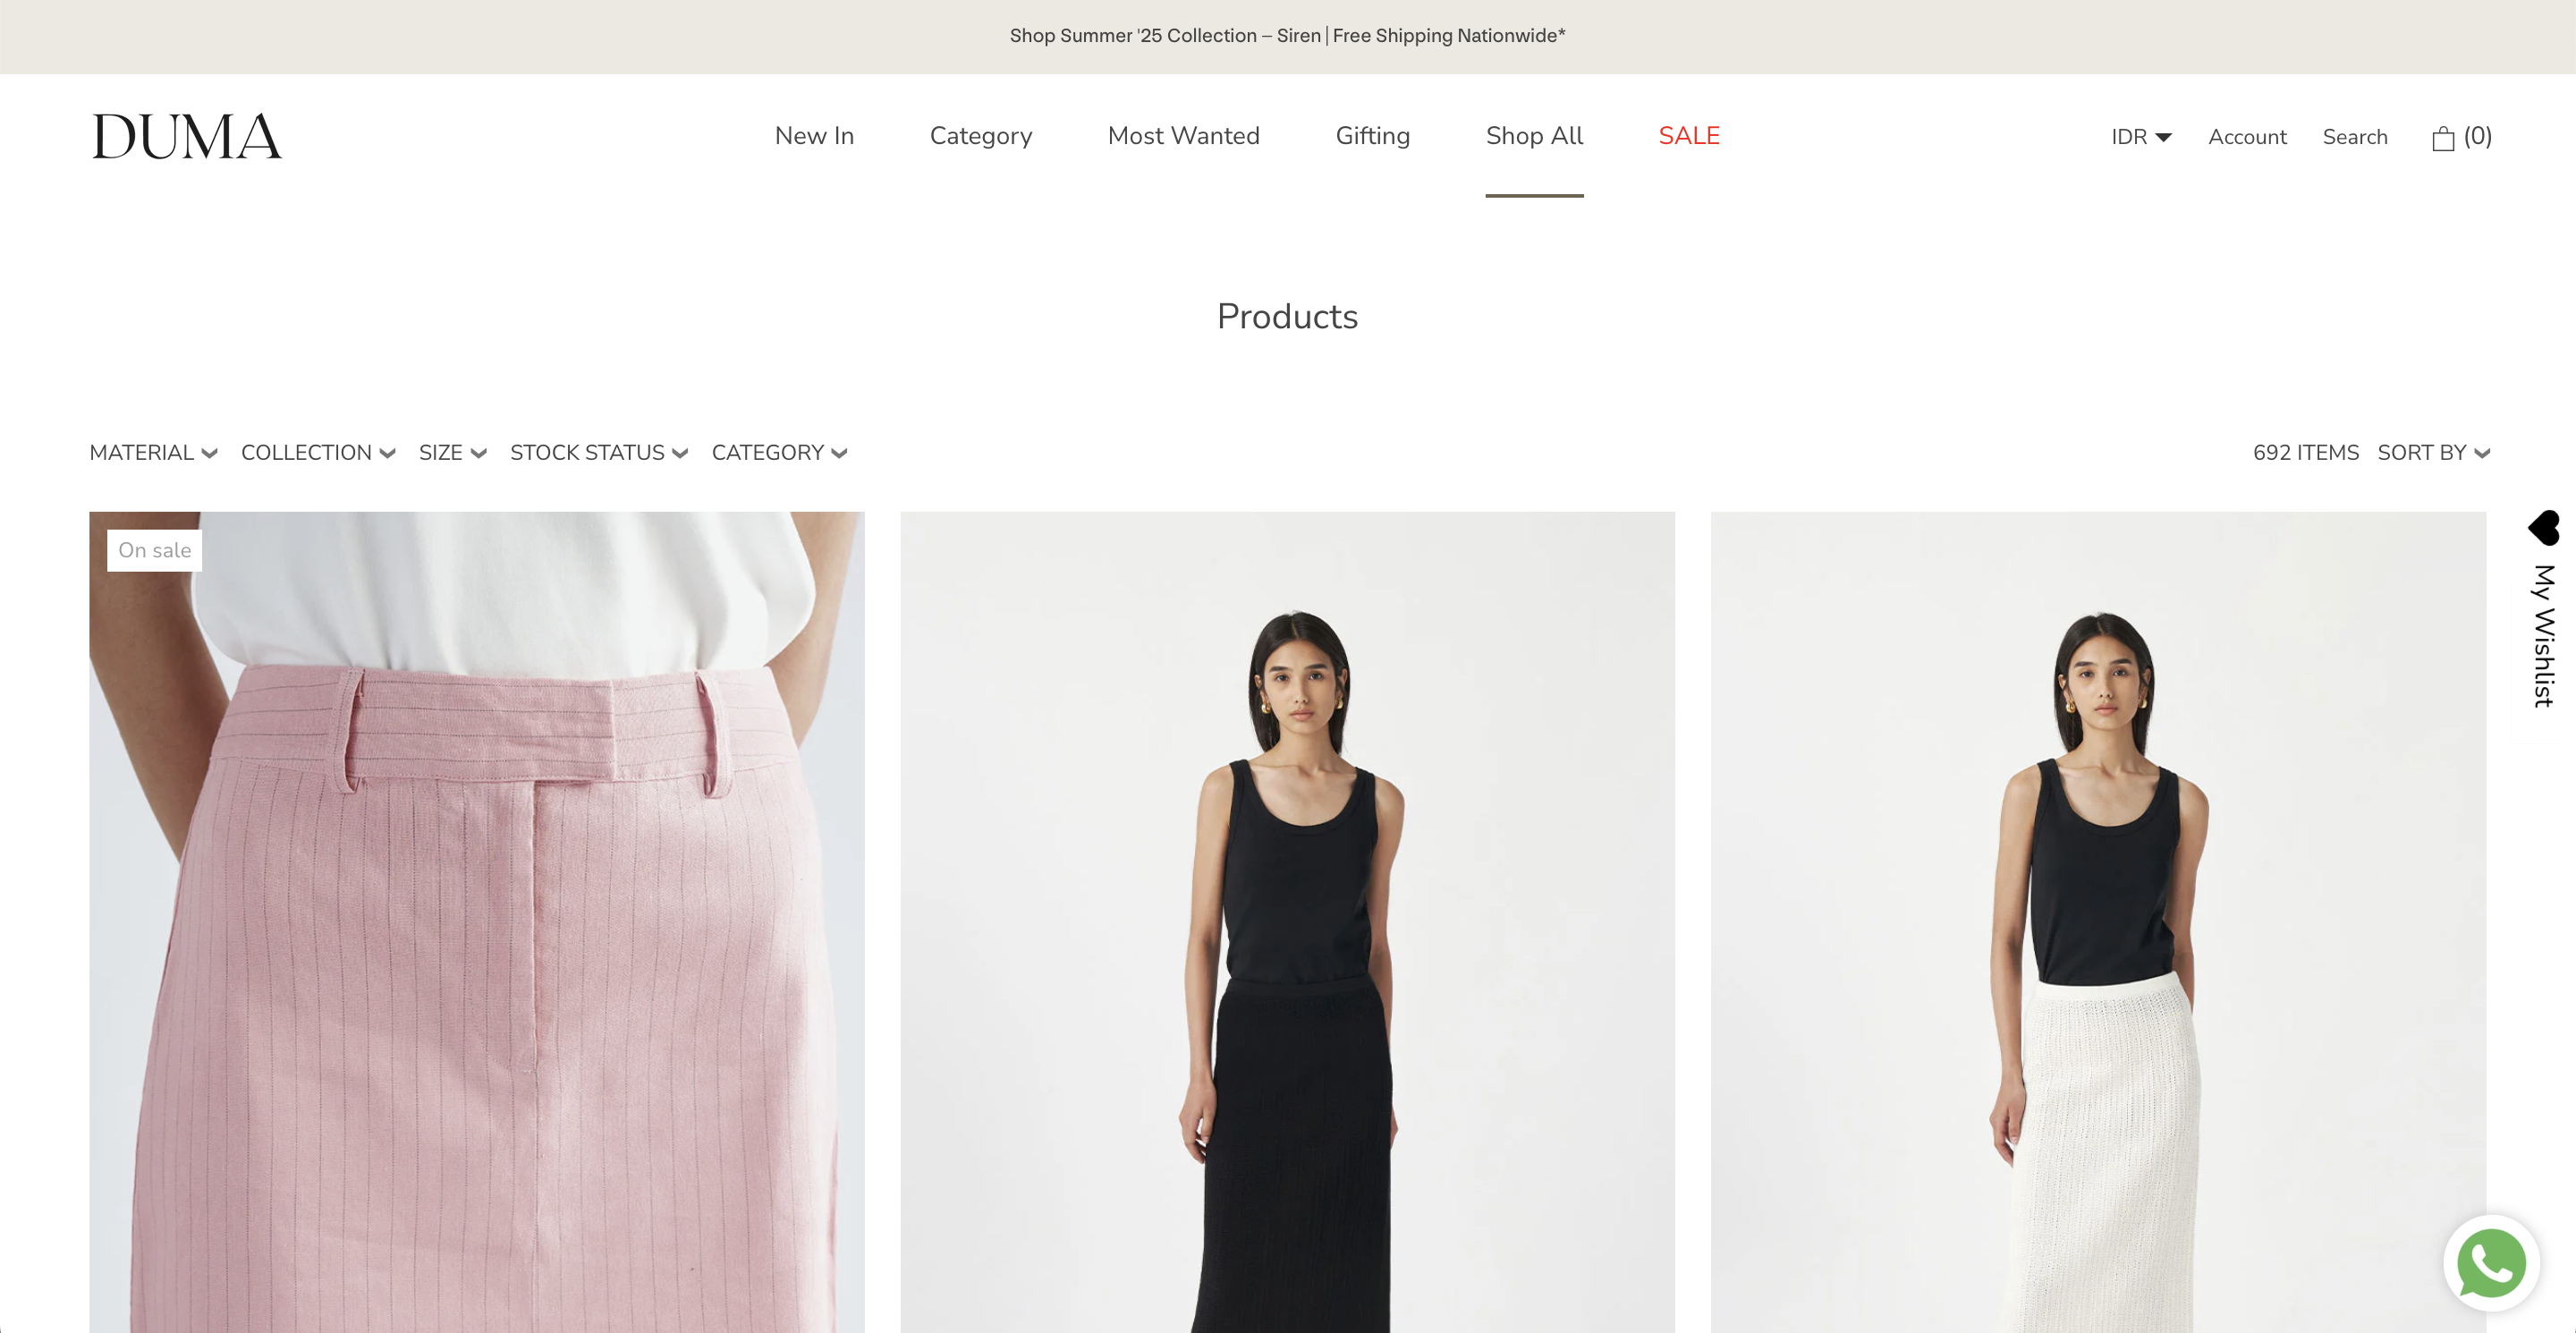 Shop Summer '25 Collection – Siren | Free Shipping Nationwide*
DUMA
New In Category Most Wanted Gifting Shop All SALE
IDR Account Search (0)
Products
MATERIAL COLLECTION SIZE STOCK STATUS CATEGORY
692 ITEMS SORT BY
On sale
My Wishlist